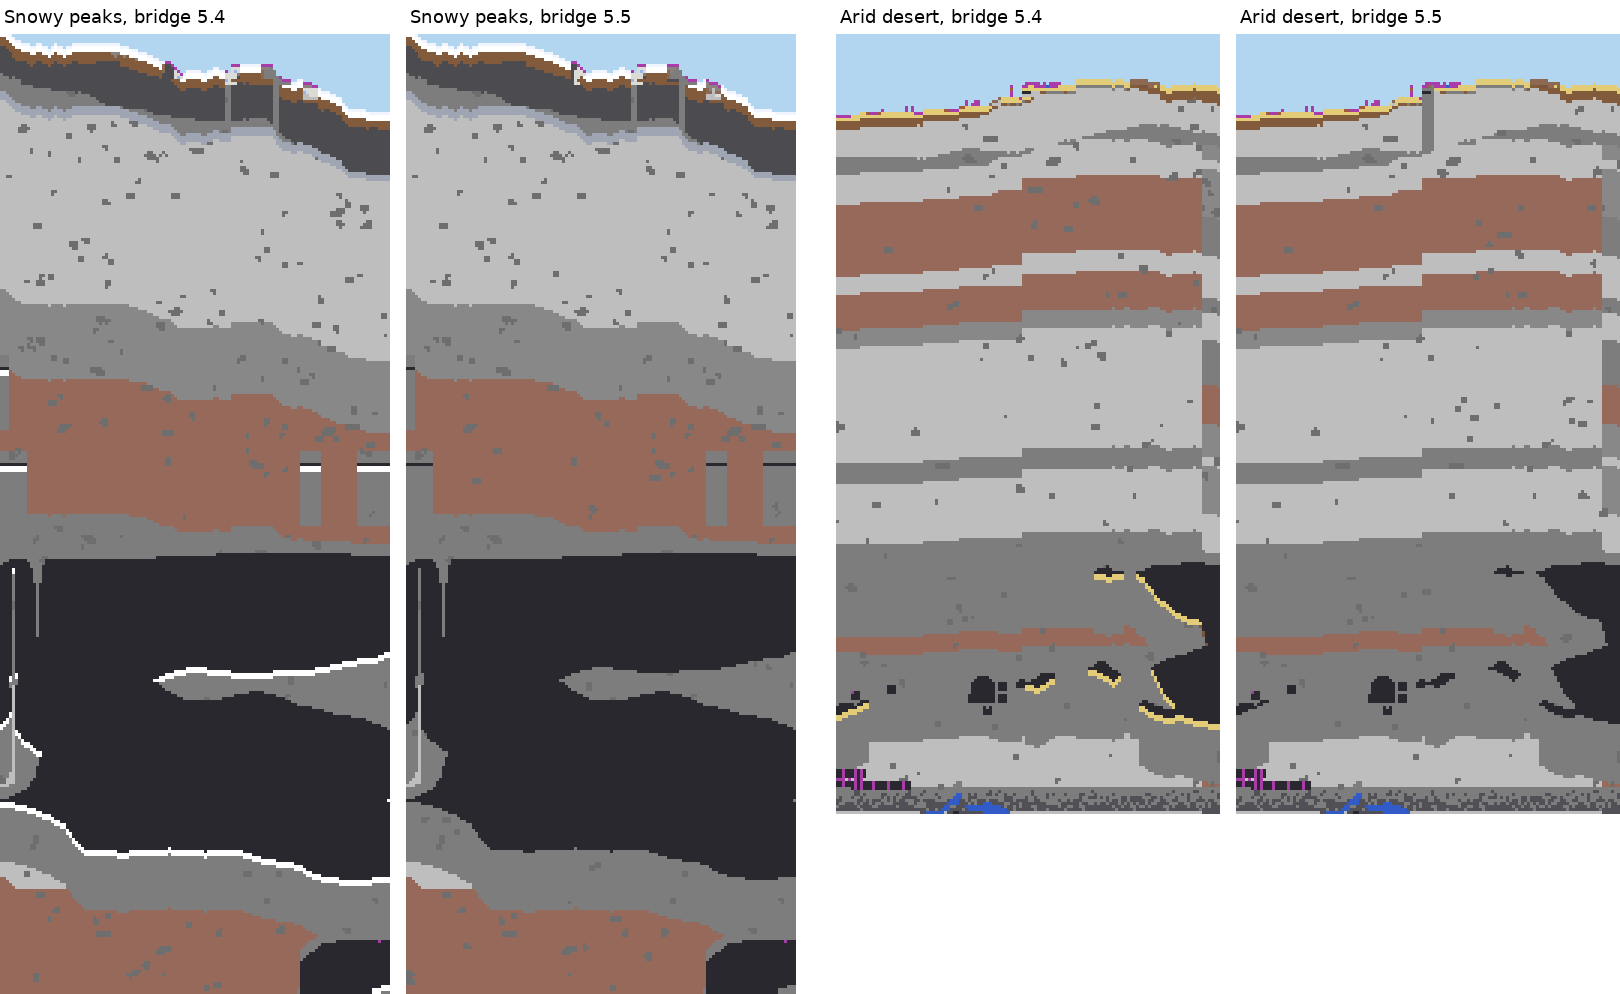 Snowy peaks, bridge 5.4
Snowy peaks, bridge 5.5
Arid desert, bridge 5.4
Arid desert, bridge 5.5